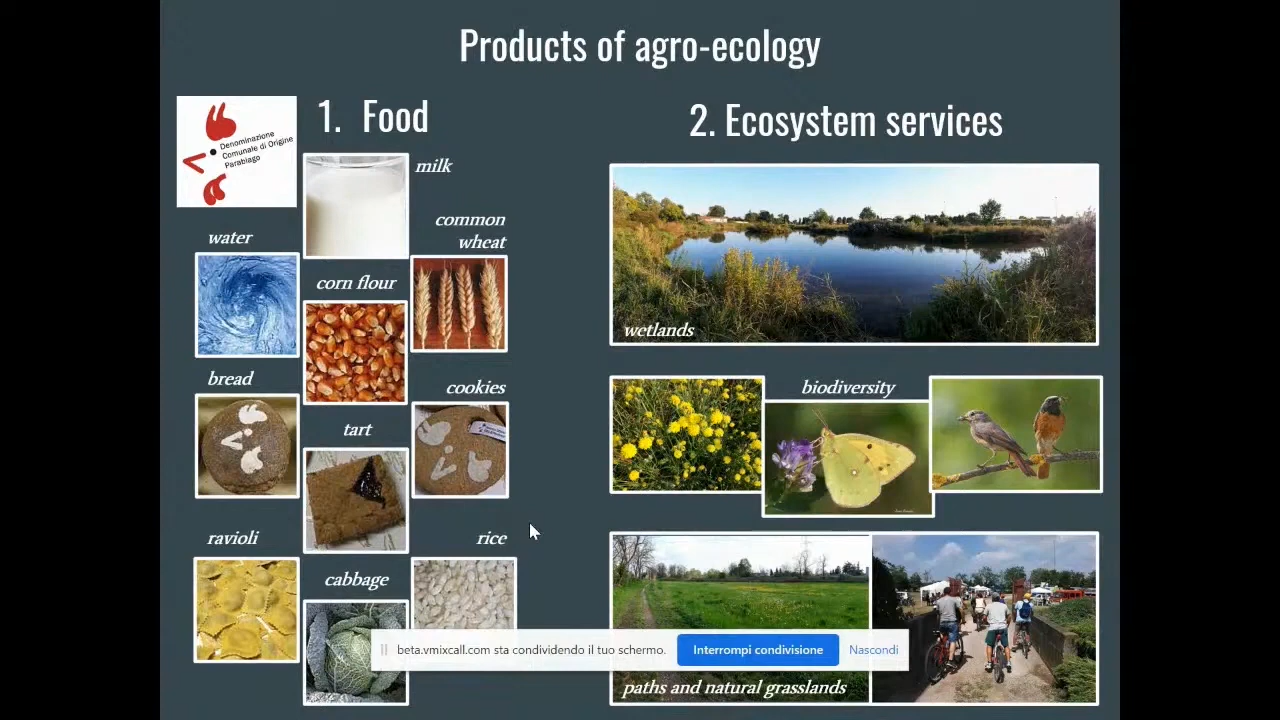 Products of agro-ecology
Denominazione
Comunale di Origine
Parabiago
1. Food
milk
common
wheat
water
corn flour
bread
cookies
tart
ravioli
rice
cabbage
2. Ecosystem services
wetlands
biodiversity
paths and natural grasslands
beta.vmixcall.com sta condividendo il tuo schermo.
Interrompi condivisione
Nascondi